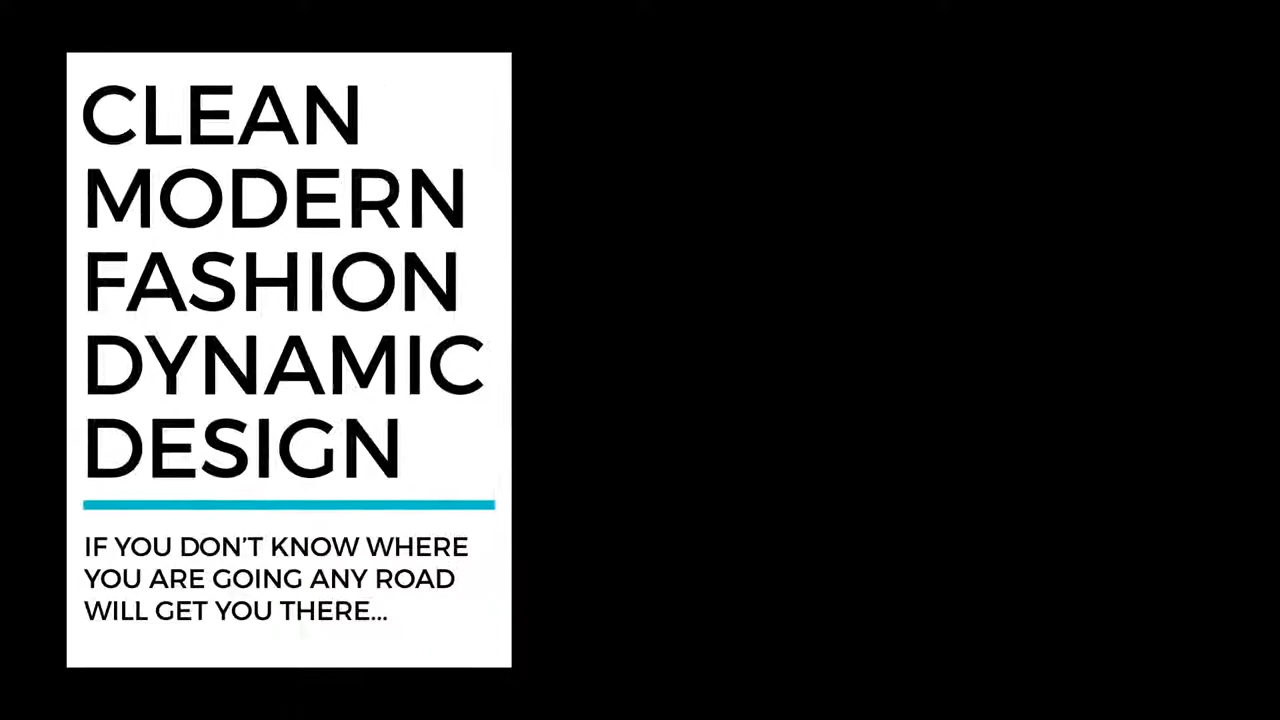 CLEAN
MODERN
FASHION
DYNAMIC
DESIGN
IF YOU DON’T KNOW WHERE
YOU ARE GOING ANY ROAD
WILL GET YOU THERE...